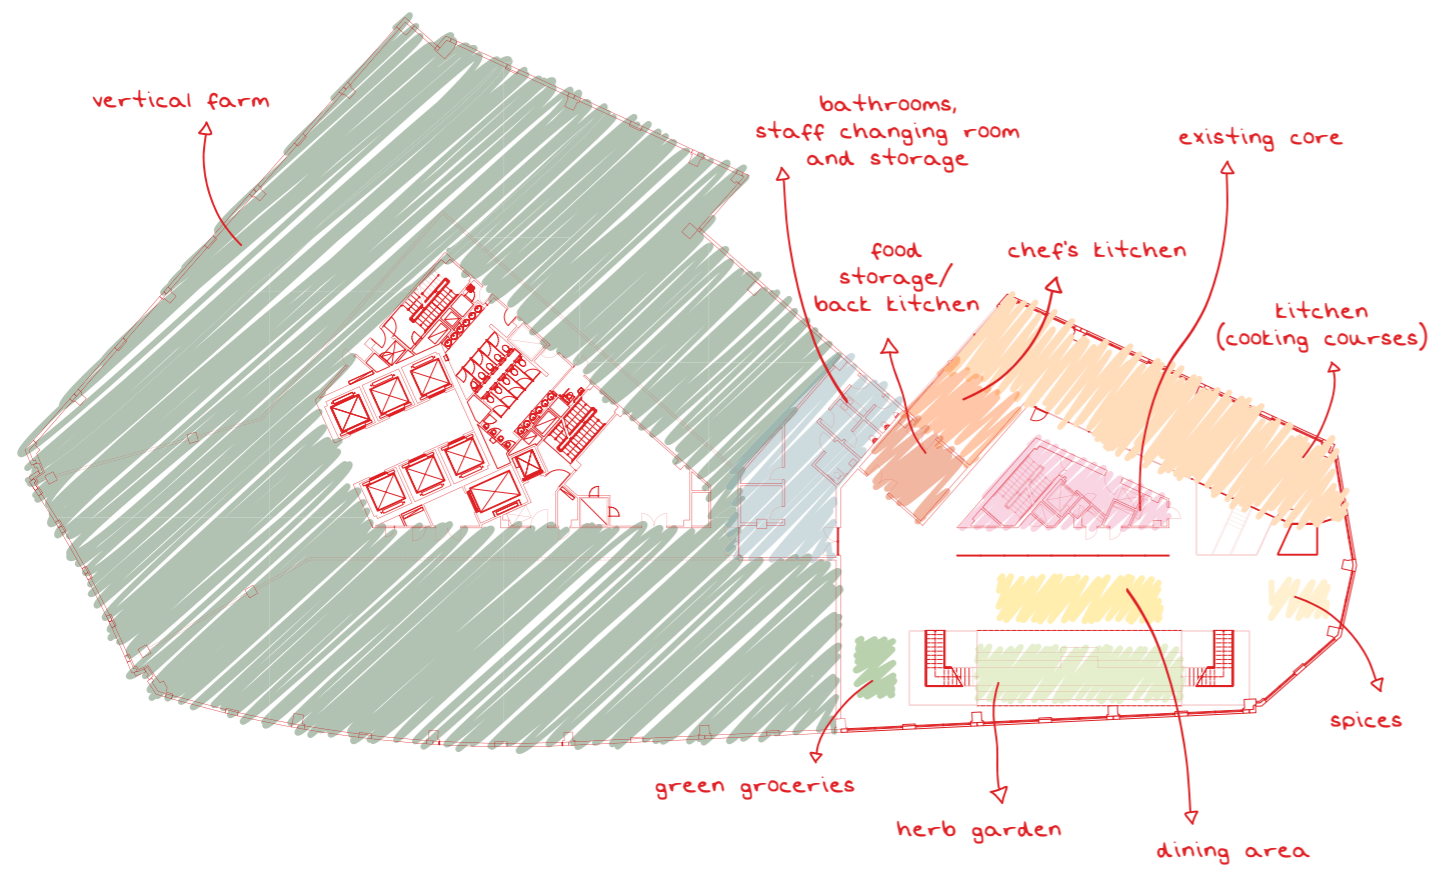 vertical farm
bathrooms,
staff changing room
and storage
existing core
food
storage/
back kitchen
chef's kitchen
kitchen
(cooking courses)
spices
green groceries
herb garden
dining area